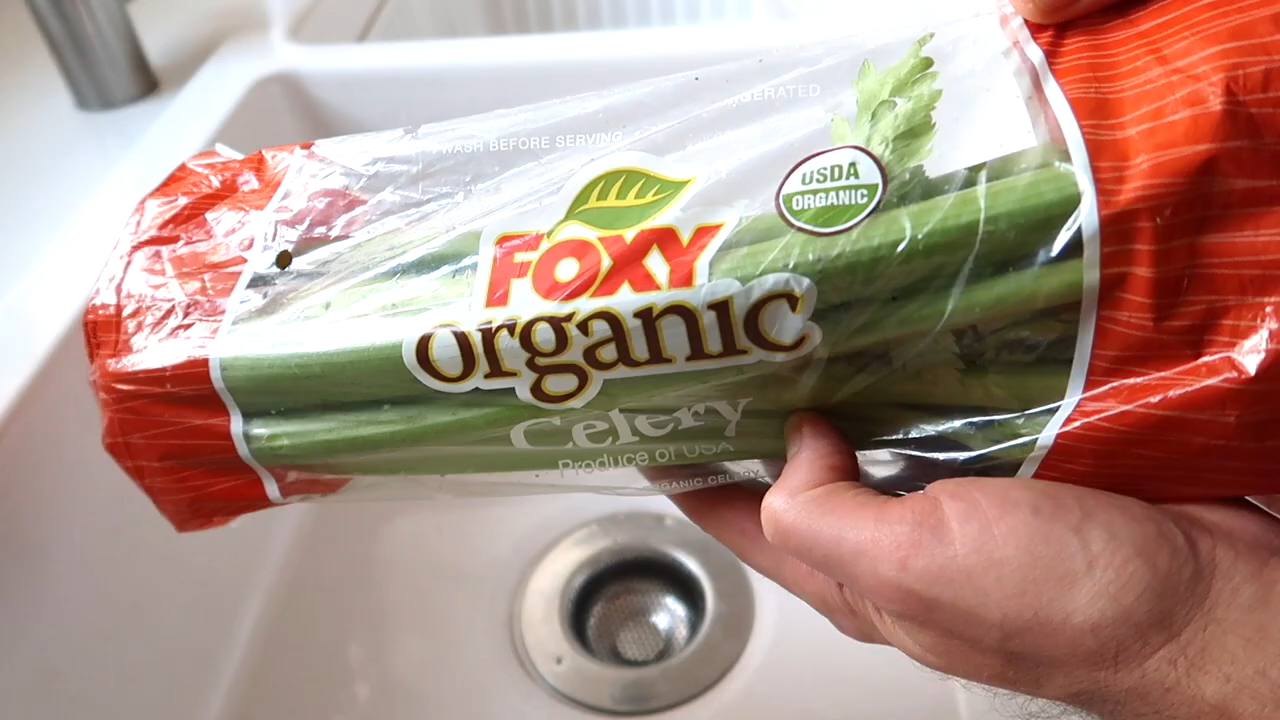 WASH BEFORE SERVING
USDA
ORGANIC
FOXY
organic
Celery
Produce of USA